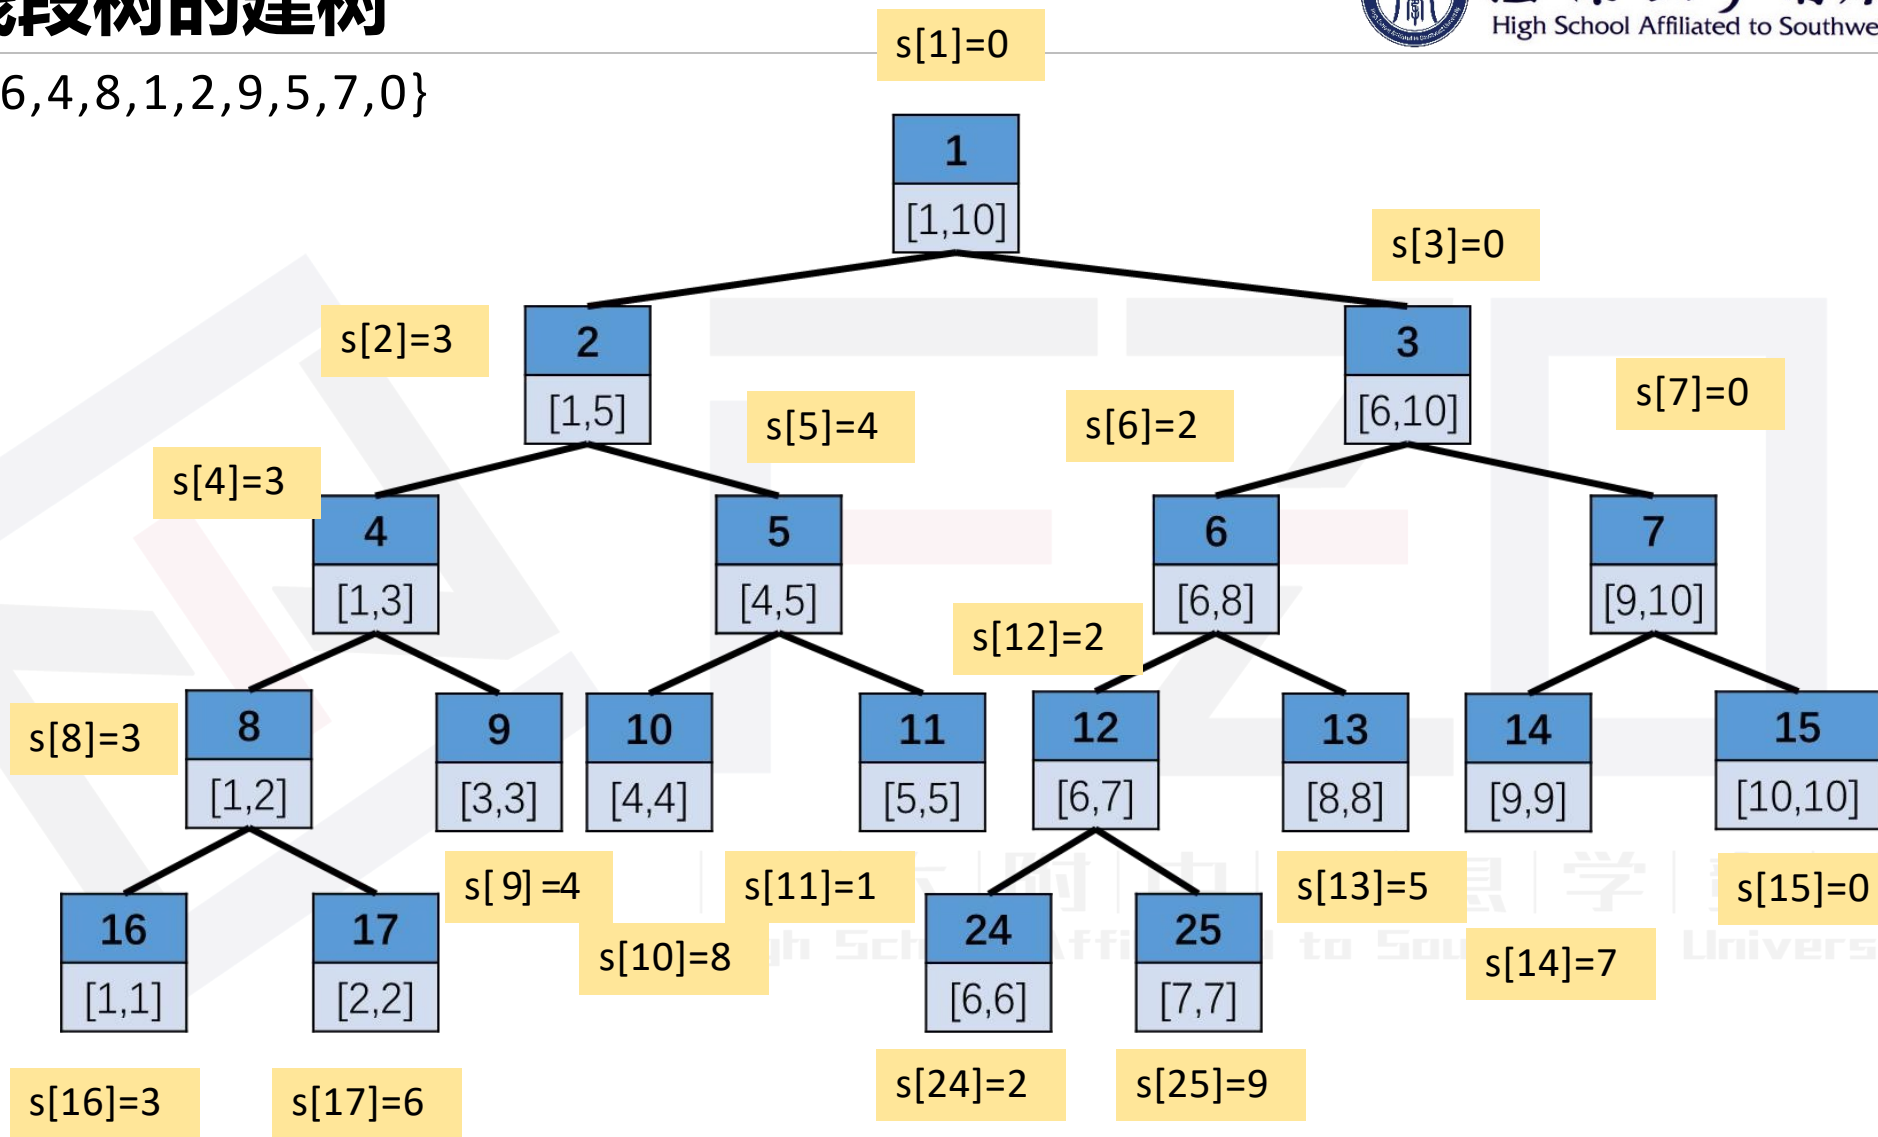 段树的建树
High School Affiliated to Southwe
s[1]=0
6,4,8,1,2,9,5,7,0}
1
[1,10]
s[3]=0
s[2]=3
2
[1,5]
3
[6,10]
s[7]=0
s[5]=4
s[6]=2
s[4]=3
4
[1,3]
5
[4,5]
6
[6,8]
7
[9,10]
s[12]=2
s[8]=3
8
[1,2]
9
[3,3]
10
[4,4]
11
[5,5]
12
[6,7]
13
[8,8]
14
[9,9]
15
[10,10]
s[ 9] =4
s[11]=1
s[13]=5
s[15]=0
s[10]=8
s[14]=7
16
[1,1]
17
[2,2]
24
[6,6]
25
[7,7]
s[16]=3
s[17]=6
s[24]=2
s[25]=9